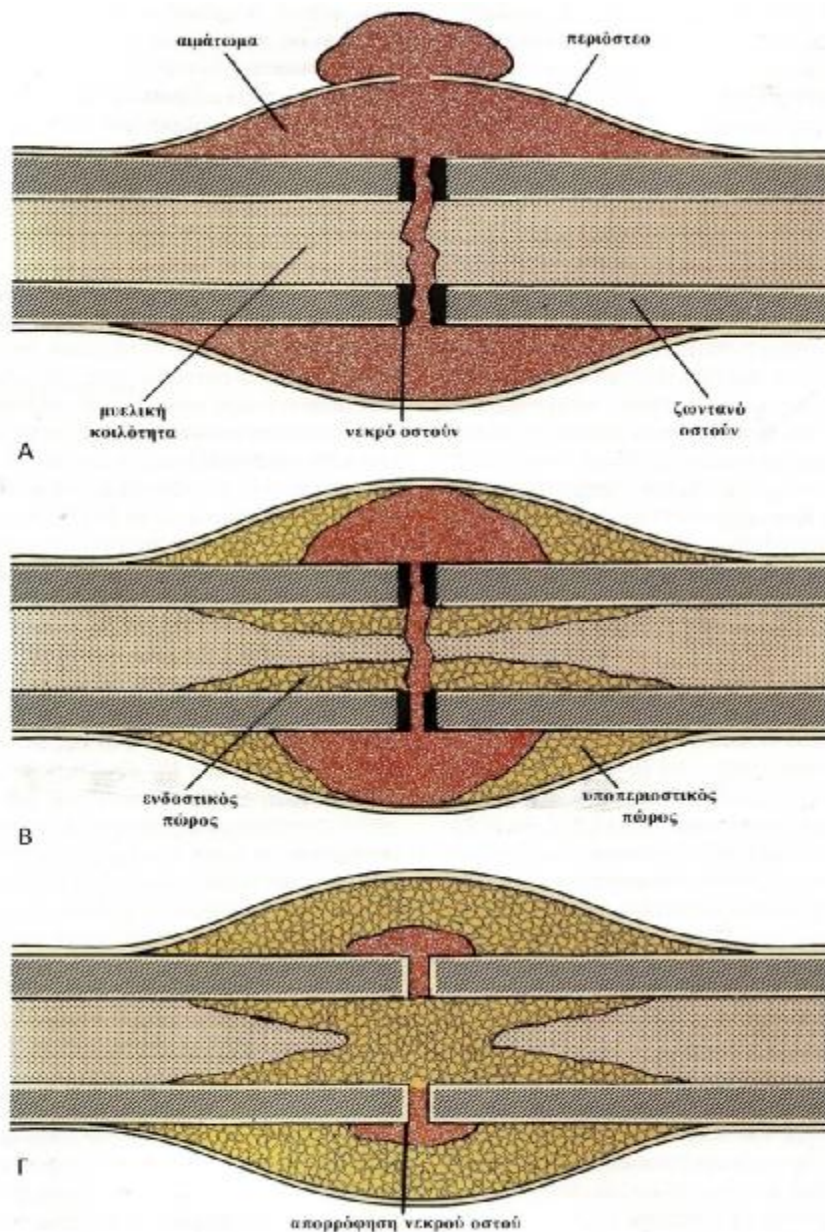 αιμάτωμα
περιόστεο
μυελική
κοιλότητα
νεκρό οστούν
ζωντανό
οστούν
Α
ενδοστικός
πώρος
υποπεριοστικός
πώρος
Β
Γ
απορρόφηση νεκρού οστού